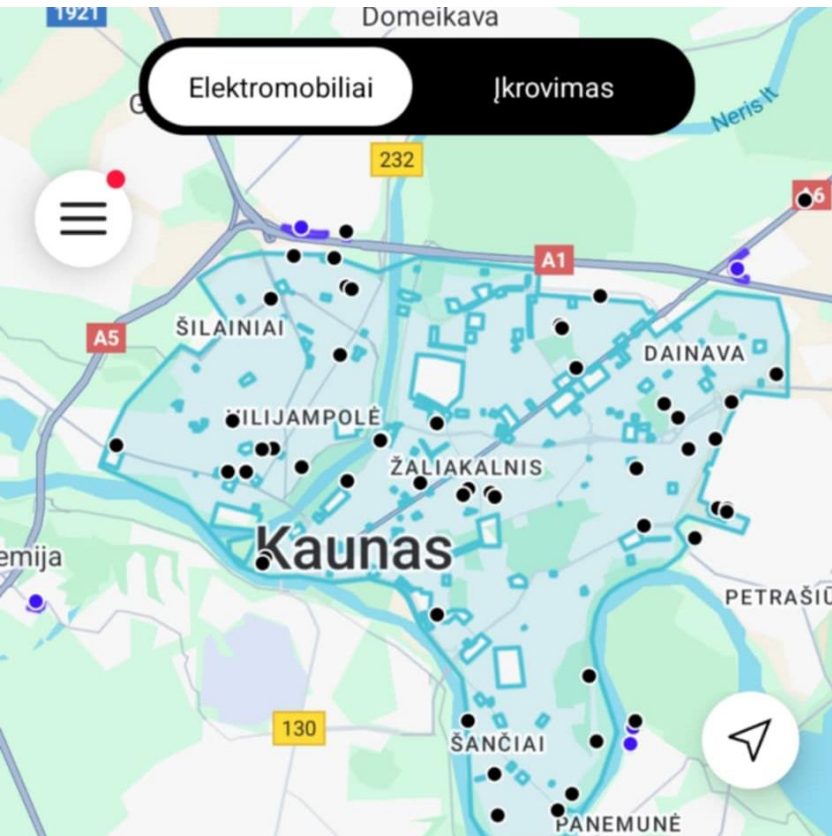 1921
Domeikava
Elektromobiliai
Įkrovimas
Neris lt
232
A6
A1
ŠILAINIAI
A5
DAINAVA
VILIJAMPOLĖ
ŽALIAKALNIS
Kaunas
emija
PETRAŠIŪ
130
ŠANČIAI
PANEMUNĖ